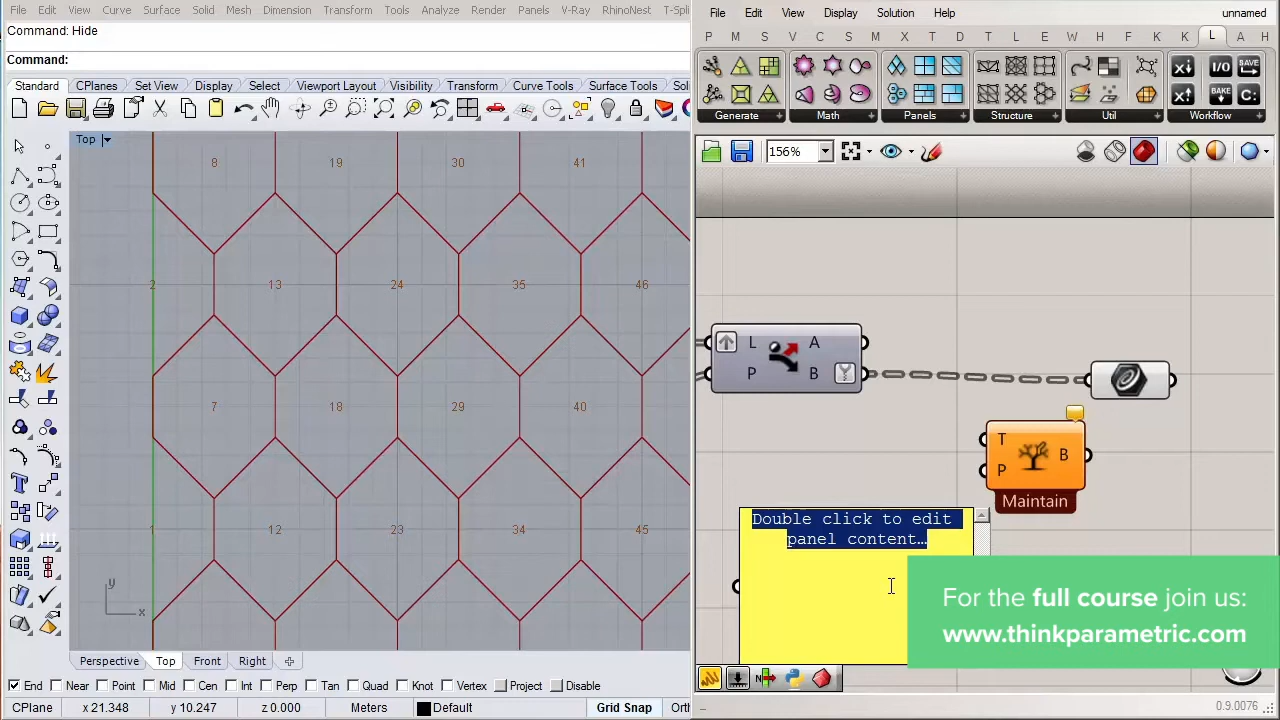 File Edit View Curve Surface Solid Mesh Dimension Transform Tools Analyze Render Panels V-Ray RhinoNest T-Spli
Command: Hide
Command:
Standard CPlanes Set View Display Select Viewport Layout Visibility Transform Curve Tools Surface Tools Sol
Top
8 19 30 41
2 13 24 35 46
7 18 29 40
1 12 23 34 45
y
x
Perspective Top Front Right
End Near Point Mid Cen Int Perp Tan Quad Knot Vertex Project Disable
CPlane x 21.348 y 10.247 z 0.000 Meters Default Grid Snap Ort
File Edit View Display Solution Help unnamed
P M S V C S M X T D T L E W H F K K L A H
Generate Math Panels Structure Util Workflow
I/O SAVE
BAKE C:
156%
L A
P B
T B
P
Maintain
Double click to edit
panel content…
For the full course join us:
www.thinkparametric.com
0.9.0076